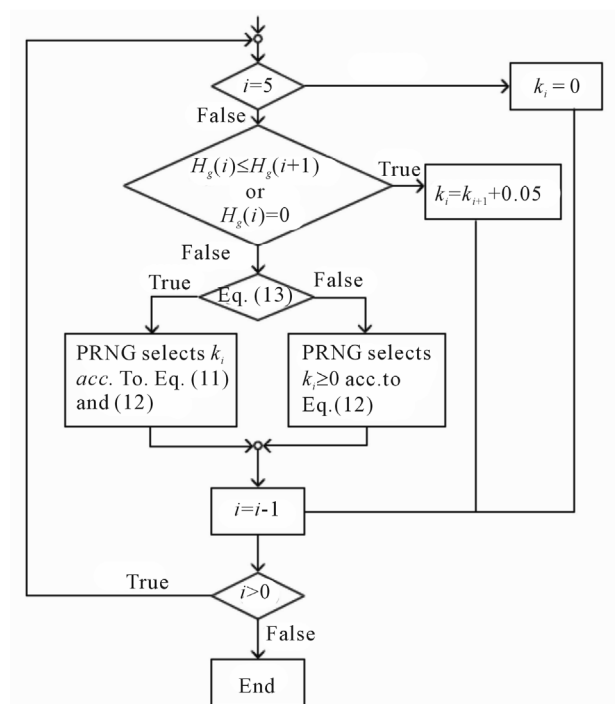 i=5
k_i = 0
False
H_g(i)≤H_g(i+1)
or
H_g(i)=0
True
k_i=k_{i+1}+0.05
False
True
Eq. (13)
False
PRNG selects k_i
acc. To. Eq. (11)
and (12)
PRNG selects
k_i≥0 acc.to
Eq.(12)
i=i-1
True
i>0
False
End